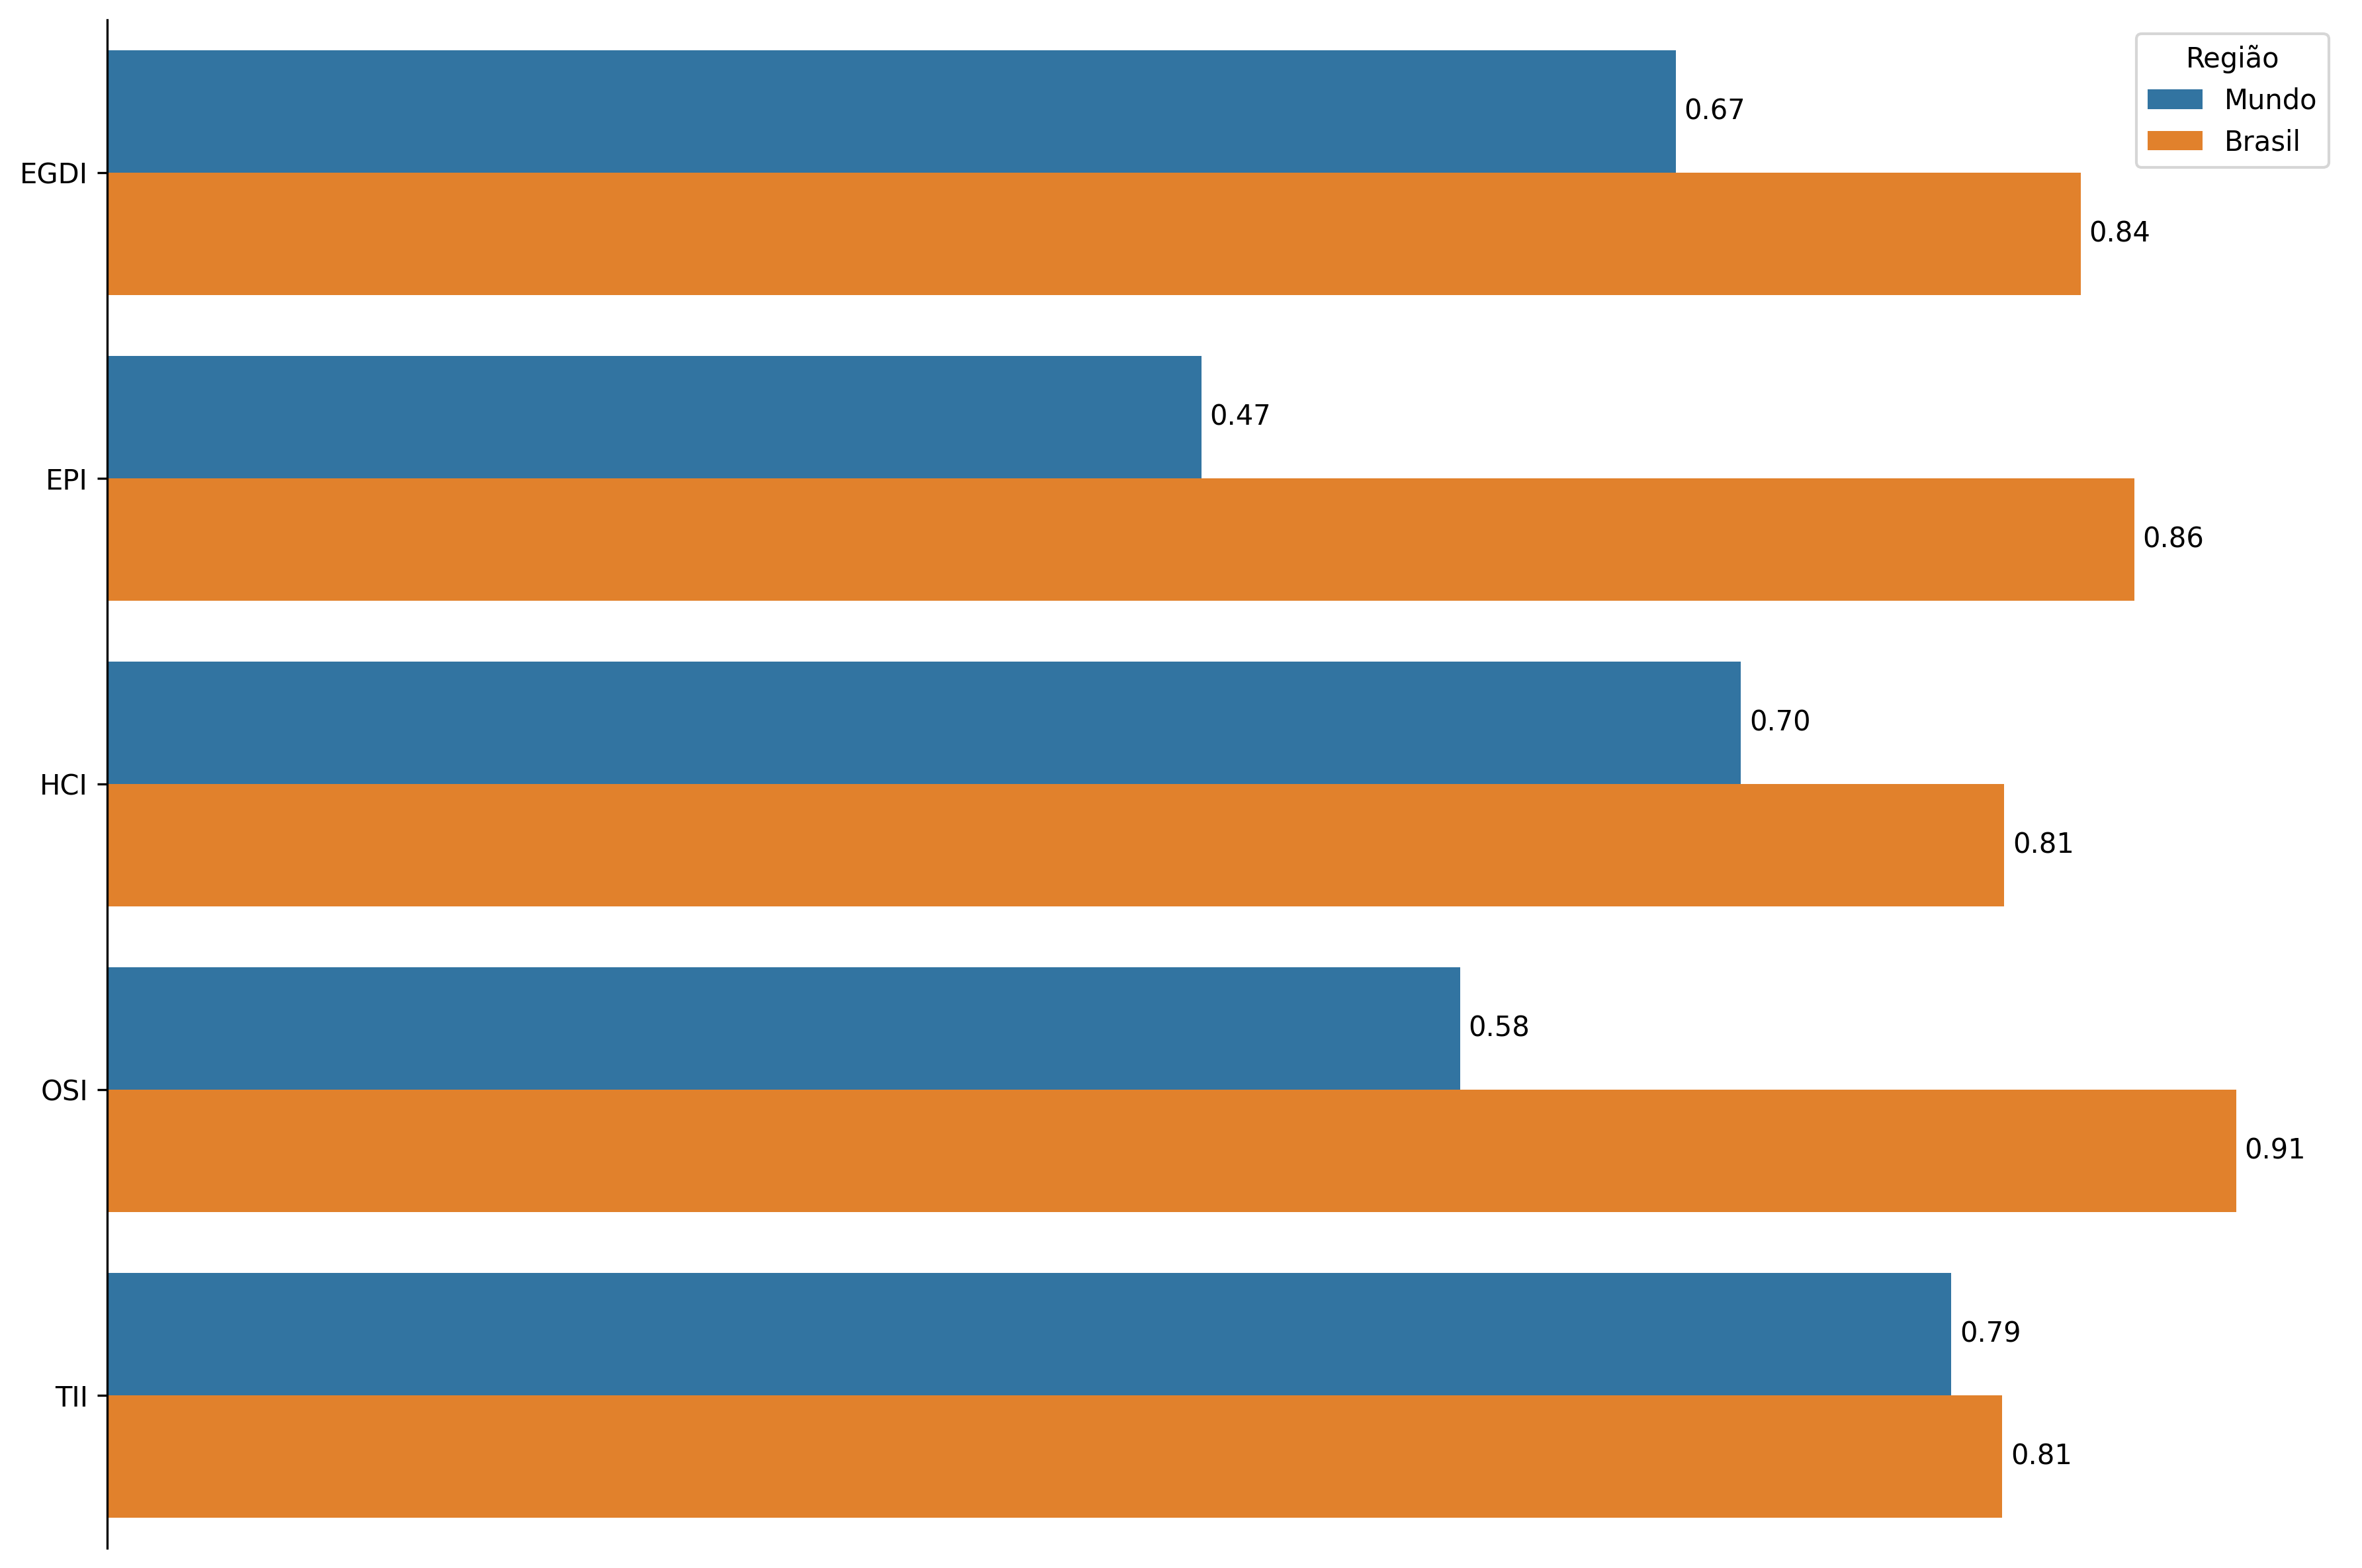 Região
Mundo
Brasil
EGDI
0.67
0.84
EPI
0.47
0.86
HCI
0.70
0.81
OSI
0.58
0.91
TII
0.79
0.81